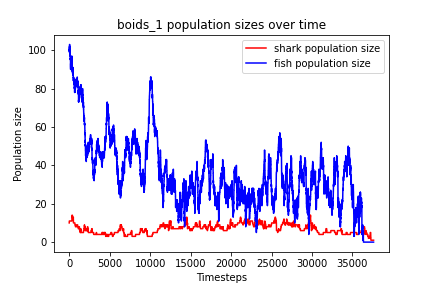 boids_1 population sizes over time
shark population size
fish population size
Population size
100
80
60
40
20
0
0 5000 10000 15000 20000 25000 30000 35000
Timesteps